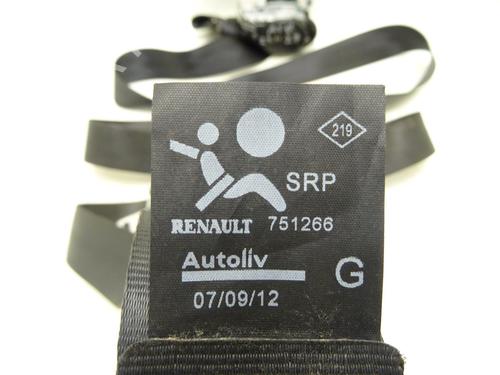 219
SRP
RENAULT 751266
Autoliv
G
07/09/12